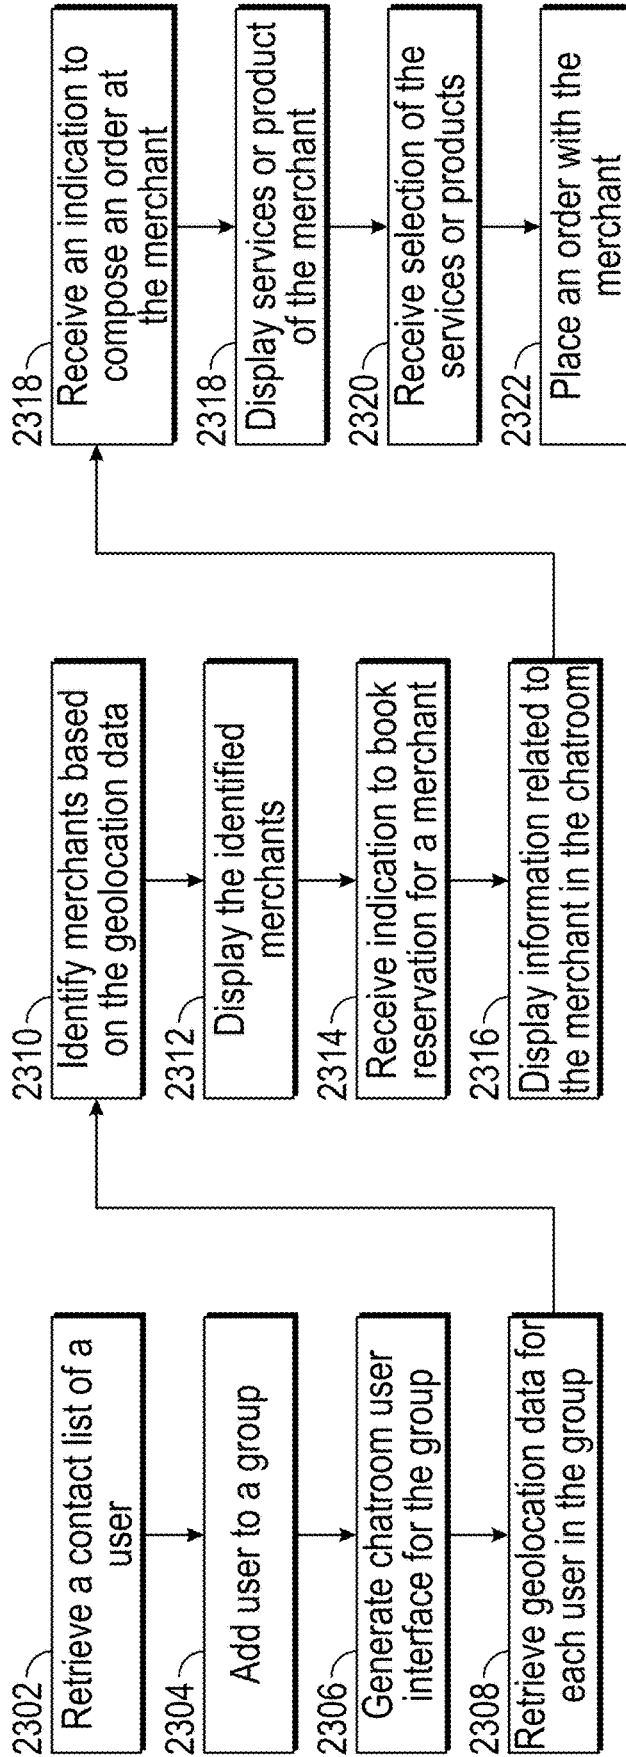 2302
Retrieve a contact list of a
user
2304
Add user to a group
2306
Generate chatroom user
interface for the group
2308
Retrieve geolocation data for
each user in the group
2310
Identify merchants based
on the geolocation data
2312
Display the identified
merchants
2314
Receive indication to book
reservation for a merchant
2316
Display information related to
the merchant in the chatroom
2318
Receive an indication to
compose an order at
the merchant
2318
Display services or product
of the merchant
2320
Receive selection of the
services or products
2322
Place an order with the
merchant